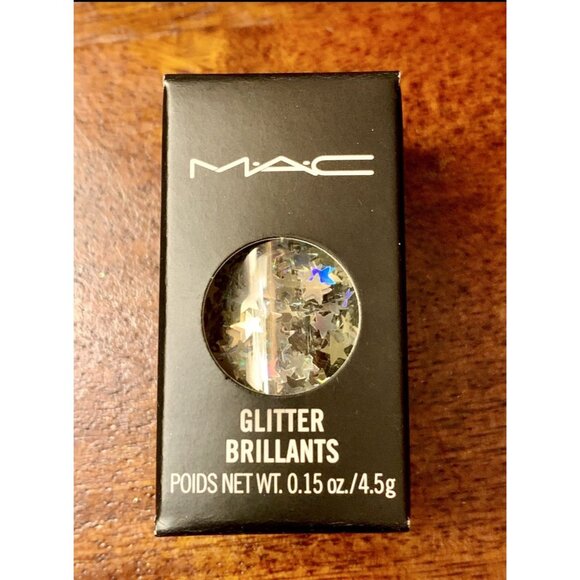 M·A·C
GLITTER
BRILLANTS
POIDS NET WT. 0.15 oz./4.5g